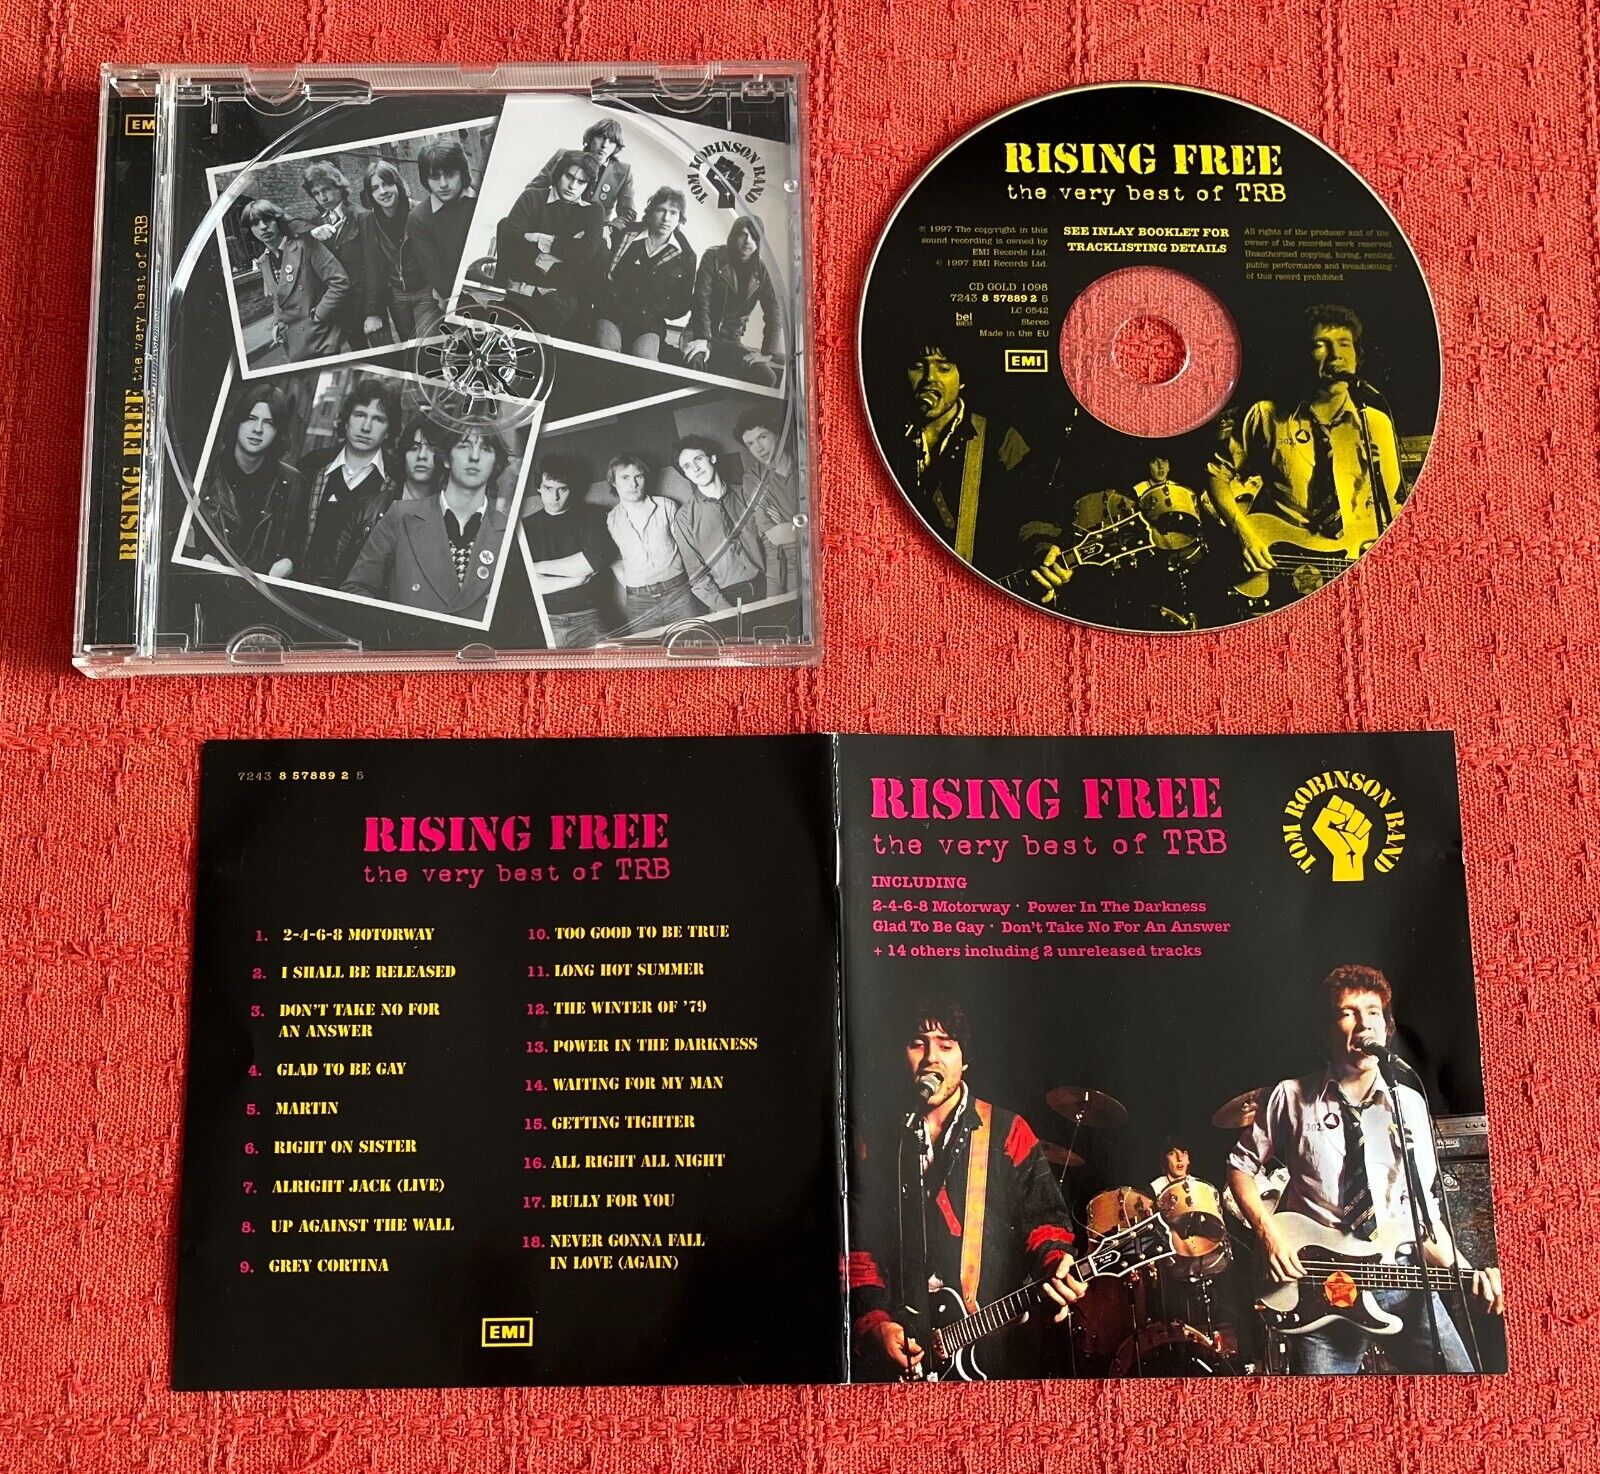 EMI
RISING FREE the very best of TRB
TOM ROBINSON BAND
RISING FREE
the very best of TRB
℗ 1997 The copyright in this
sound recording is owned by
EMI Records Ltd.
© 1997 EMI Records Ltd.
SEE INLAY BOOKLET FOR
TRACKLISTING DETAILS
All rights of the producer and of the
owner of the recorded work reserved.
Unauthorised copying, hiring, renting,
public performance and broadcasting
of this record prohibited.
CD GOLD 1098
7243 8 57889 2 5
LC 0542
Stereo
Made in the EU
bel
BIEM
EMI
302
7243 8 57889 2 5
RISING FREE
the very best of TRB
1. 2-4-6-8 MOTORWAY
2. I SHALL BE RELEASED
3. DON'T TAKE NO FOR
AN ANSWER
4. GLAD TO BE GAY
5. MARTIN
6. RIGHT ON SISTER
7. ALRIGHT JACK (LIVE)
8. UP AGAINST THE WALL
9. GREY CORTINA
10. TOO GOOD TO BE TRUE
11. LONG HOT SUMMER
12. THE WINTER OF '79
13. POWER IN THE DARKNESS
14. WAITING FOR MY MAN
15. GETTING TIGHTER
16. ALL RIGHT ALL NIGHT
17. BULLY FOR YOU
18. NEVER GONNA FALL
IN LOVE (AGAIN)
EMI
RISING FREE
the very best of TRB
TOM ROBINSON BAND
INCLUDING
2-4-6-8 Motorway · Power In The Darkness
Glad To Be Gay · Don't Take No For An Answer
+ 14 others including 2 unreleased tracks
302